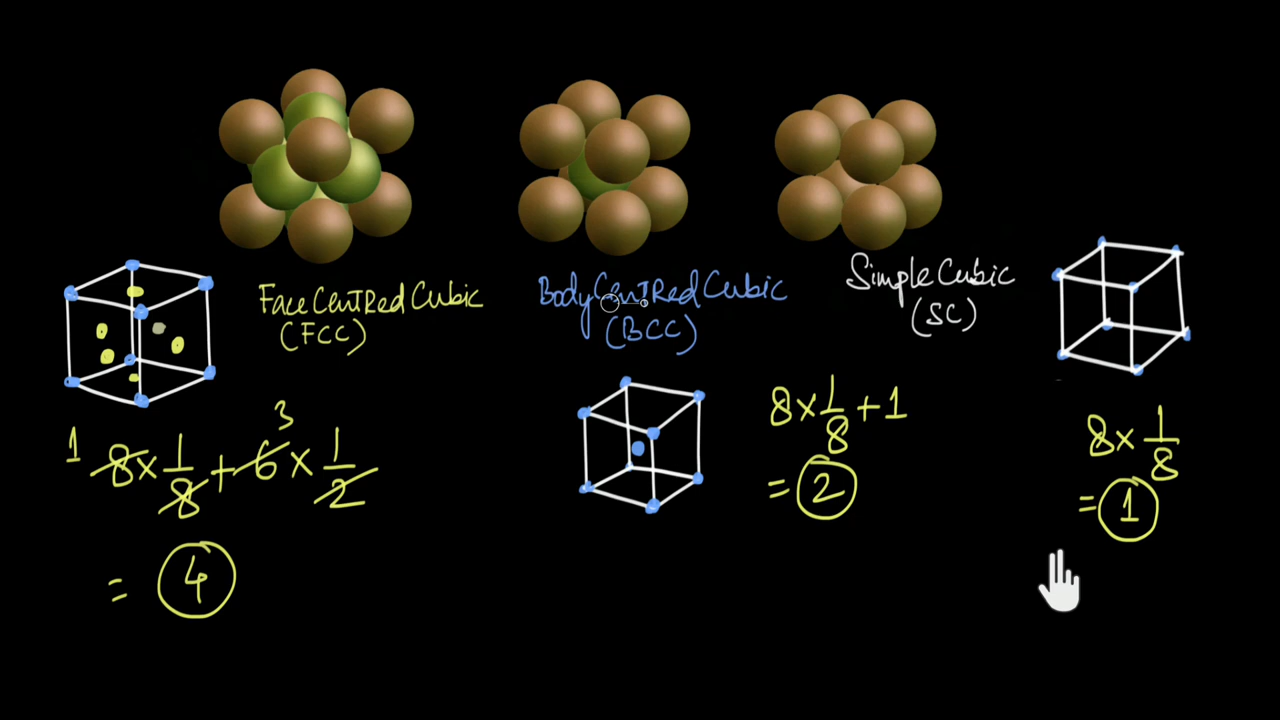 Face Centred Cubic
(FCC)
1 8 × 1/8 + 6 3 × 1/2
= 4
Body Centred Cubic
(BCC)
8 × 1/8 + 1
= 2
Simple Cubic
(SC)
8 × 1/8
= 1